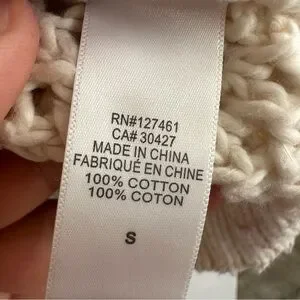 RN#127461
CA# 30427
MADE IN CHINA
FABRIQUÉ EN CHINE
100% COTTON
100% COTON
S